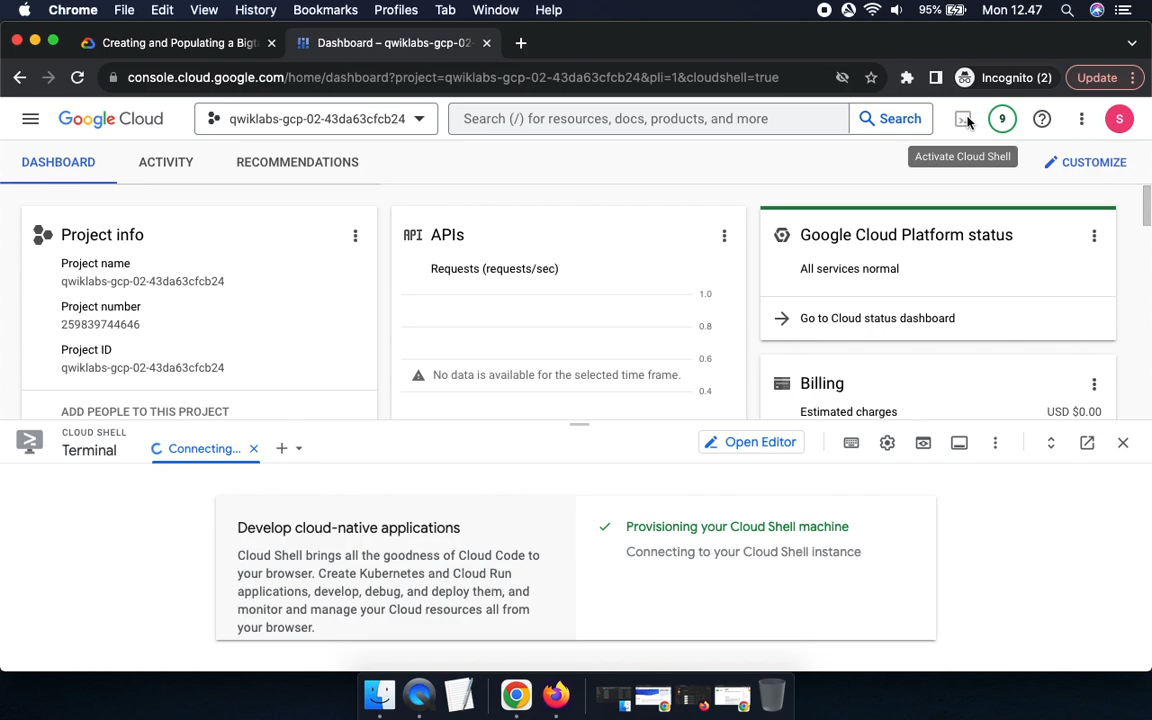 Chrome File Edit View History Bookmarks Profiles Tab Window Help 95% Mon 12.47
Creating and Populating a Bigt Dashboard – qwiklabs-gcp-02-
console.cloud.google.com/home/dashboard?project=qwiklabs-gcp-02-43da63cfcb24&pli=1&cloudshell=true Incognito (2) Update
Google Cloud qwiklabs-gcp-02-43da63cfcb24 Search (/) for resources, docs, products, and more Search 9 S
Activate Cloud Shell
DASHBOARD ACTIVITY RECOMMENDATIONS CUSTOMIZE
Project info
Project name
qwiklabs-gcp-02-43da63cfcb24
Project number
259839744646
Project ID
qwiklabs-gcp-02-43da63cfcb24
ADD PEOPLE TO THIS PROJECT
API APIs
Requests (requests/sec)
1.0
0.8
0.6
No data is available for the selected time frame.
0.4
Google Cloud Platform status
All services normal
Go to Cloud status dashboard
Billing
Estimated charges USD $0.00
CLOUD SHELL
Terminal Connecting... Open Editor
Develop cloud-native applications
Cloud Shell brings all the goodness of Cloud Code to
your browser. Create Kubernetes and Cloud Run
applications, develop, debug, and deploy them, and
monitor and manage your Cloud resources all from
your browser.
Provisioning your Cloud Shell machine
Connecting to your Cloud Shell instance